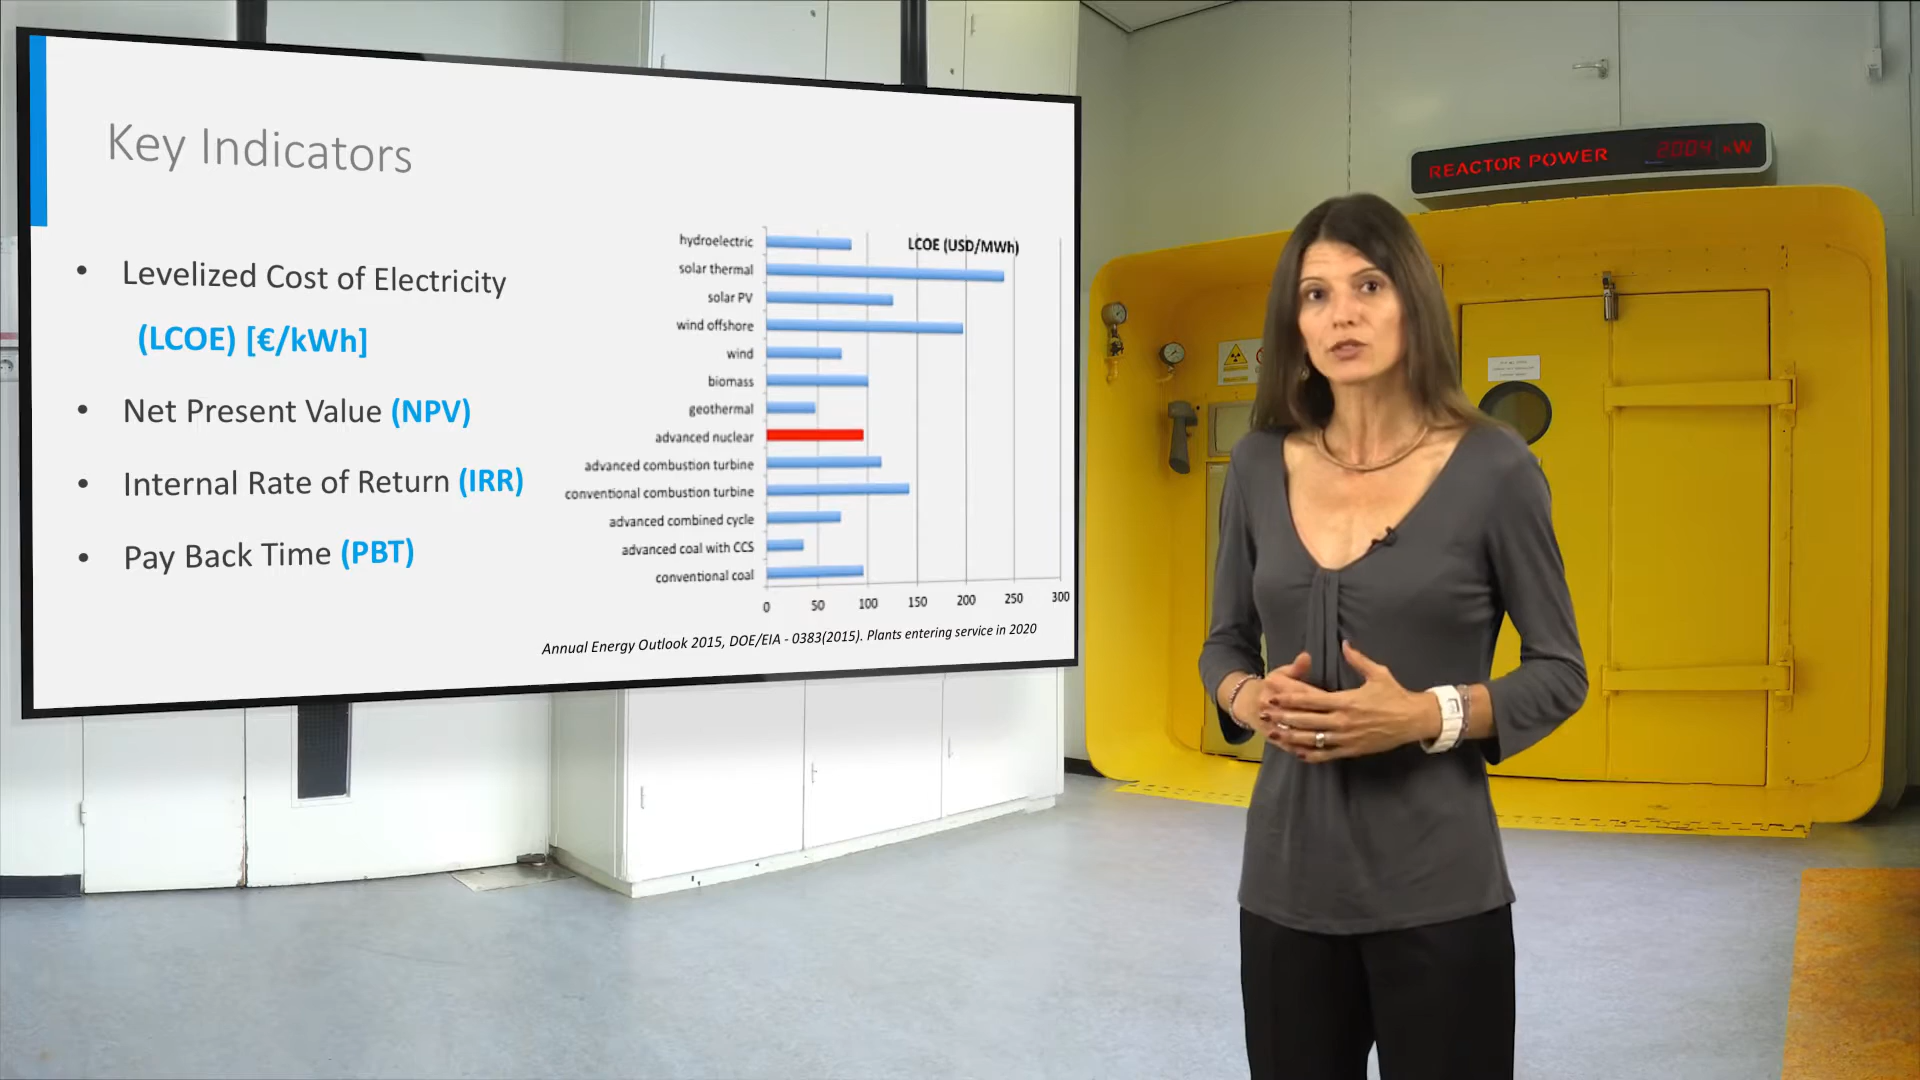 Key Indicators
• Levelized Cost of Electricity
(LCOE) [€/kWh]
• Net Present Value (NPV)
• Internal Rate of Return (IRR)
• Pay Back Time (PBT)
LCOE (USD/MWh)
hydroelectric
solar thermal
solar PV
wind offshore
wind
biomass
geothermal
advanced nuclear
advanced combustion turbine
conventional combustion turbine
advanced combined cycle
advanced coal with CCS
conventional coal
0 50 100 150 200 250 300
Annual Energy Outlook 2015, DOE/EIA - 0383(2015). Plants entering service in 2020
REACTOR POWER 2009 kW